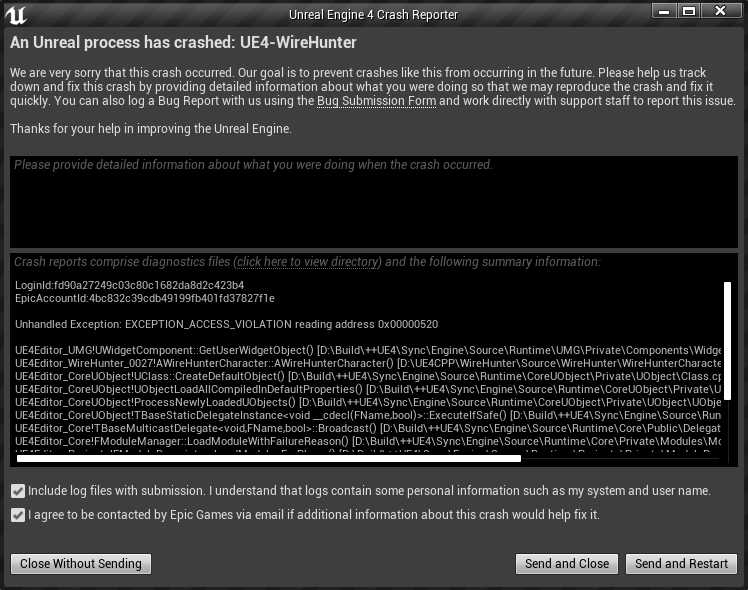 Unreal Engine 4 Crash Reporter
An Unreal process has crashed: UE4-WireHunter
We are very sorry that this crash occurred. Our goal is to prevent crashes like this from occurring in the future. Please help us track
down and fix this crash by providing detailed information about what you were doing so that we may reproduce the crash and fix it
quickly. You can also log a Bug Report with us using the Bug Submission Form and work directly with support staff to report this issue.
Thanks for your help in improving the Unreal Engine.
Please provide detailed information about what you were doing when the crash occurred.
Crash reports comprise diagnostics files (click here to view directory) and the following summary information:
LoginId:fd90a27249c03c80c1682da8d2c423b4
EpicAccountId:4bc832c39cdb49199fb401fd37827f1e
Unhandled Exception: EXCEPTION_ACCESS_VIOLATION reading address 0x00000520
UE4Editor_UMG!UWidgetComponent::GetUserWidgetObject() [D:\Build\++UE4\Sync\Engine\Source\Runtime\UMG\Private\Components\Widge
UE4Editor_WireHunter_0027!AWireHunterCharacter::AWireHunterCharacter() [D:\UE4CPP\WireHunter\Source\WireHunter\WireHunterCharacte
UE4Editor_CoreUObject!UClass::CreateDefaultObject() [D:\Build\++UE4\Sync\Engine\Source\Runtime\CoreUObject\Private\UObject\Class.cp
UE4Editor_CoreUObject!UObjectLoadAllCompiledInDefaultProperties() [D:\Build\++UE4\Sync\Engine\Source\Runtime\CoreUObject\Private\U
UE4Editor_CoreUObject!ProcessNewlyLoadedUObjects() [D:\Build\++UE4\Sync\Engine\Source\Runtime\CoreUObject\Private\UObject\UObje
UE4Editor_CoreUObject!TBaseStaticDelegateInstance<void __cdecl(FName,bool)>::ExecuteIfSafe() [D:\Build\++UE4\Sync\Engine\Source\Run
UE4Editor_Core!TBaseMulticastDelegate<void,FName,bool>::Broadcast() [D:\Build\++UE4\Sync\Engine\Source\Runtime\Core\Public\Delegat
UE4Editor_Core!FModuleManager::LoadModuleWithFailureReason() [D:\Build\++UE4\Sync\Engine\Source\Runtime\Core\Private\Modules\Mo
Include log files with submission. I understand that logs contain some personal information such as my system and user name.
I agree to be contacted by Epic Games via email if additional information about this crash would help fix it.
Close Without Sending
Send and Close
Send and Restart